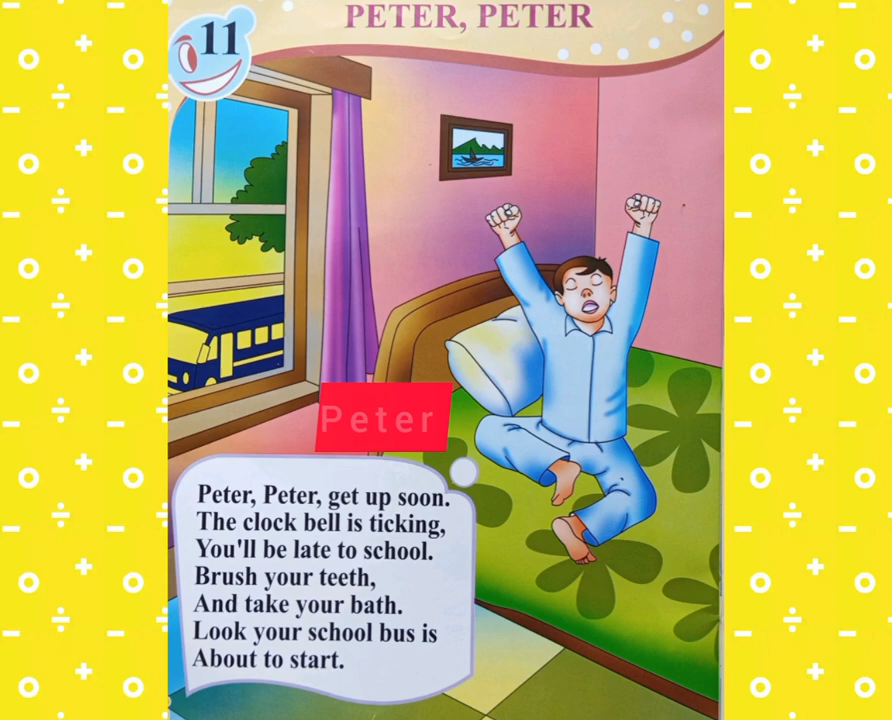 PETER, PETER
11
Peter
Peter, Peter, get up soon.
The clock bell is ticking,
You'll be late to school.
Brush your teeth,
And take your bath.
Look your school bus is
About to start.